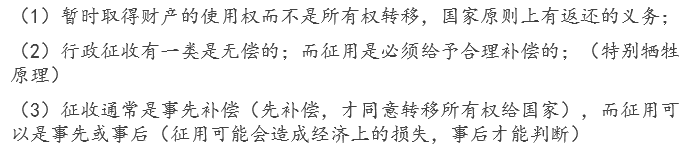 （1）暂时取得财产的使用权而不是所有权转移，国家原则上有返还的义务；
（2）行政征收有一类是无偿的；而征用是必须给予合理补偿的；（特别牺牲
原理）
（3）征收通常是事先补偿（先补偿，才同意转移所有权给国家），而征用可
以是事先或事后（征用可能会造成经济上的损失，事后才能判断）